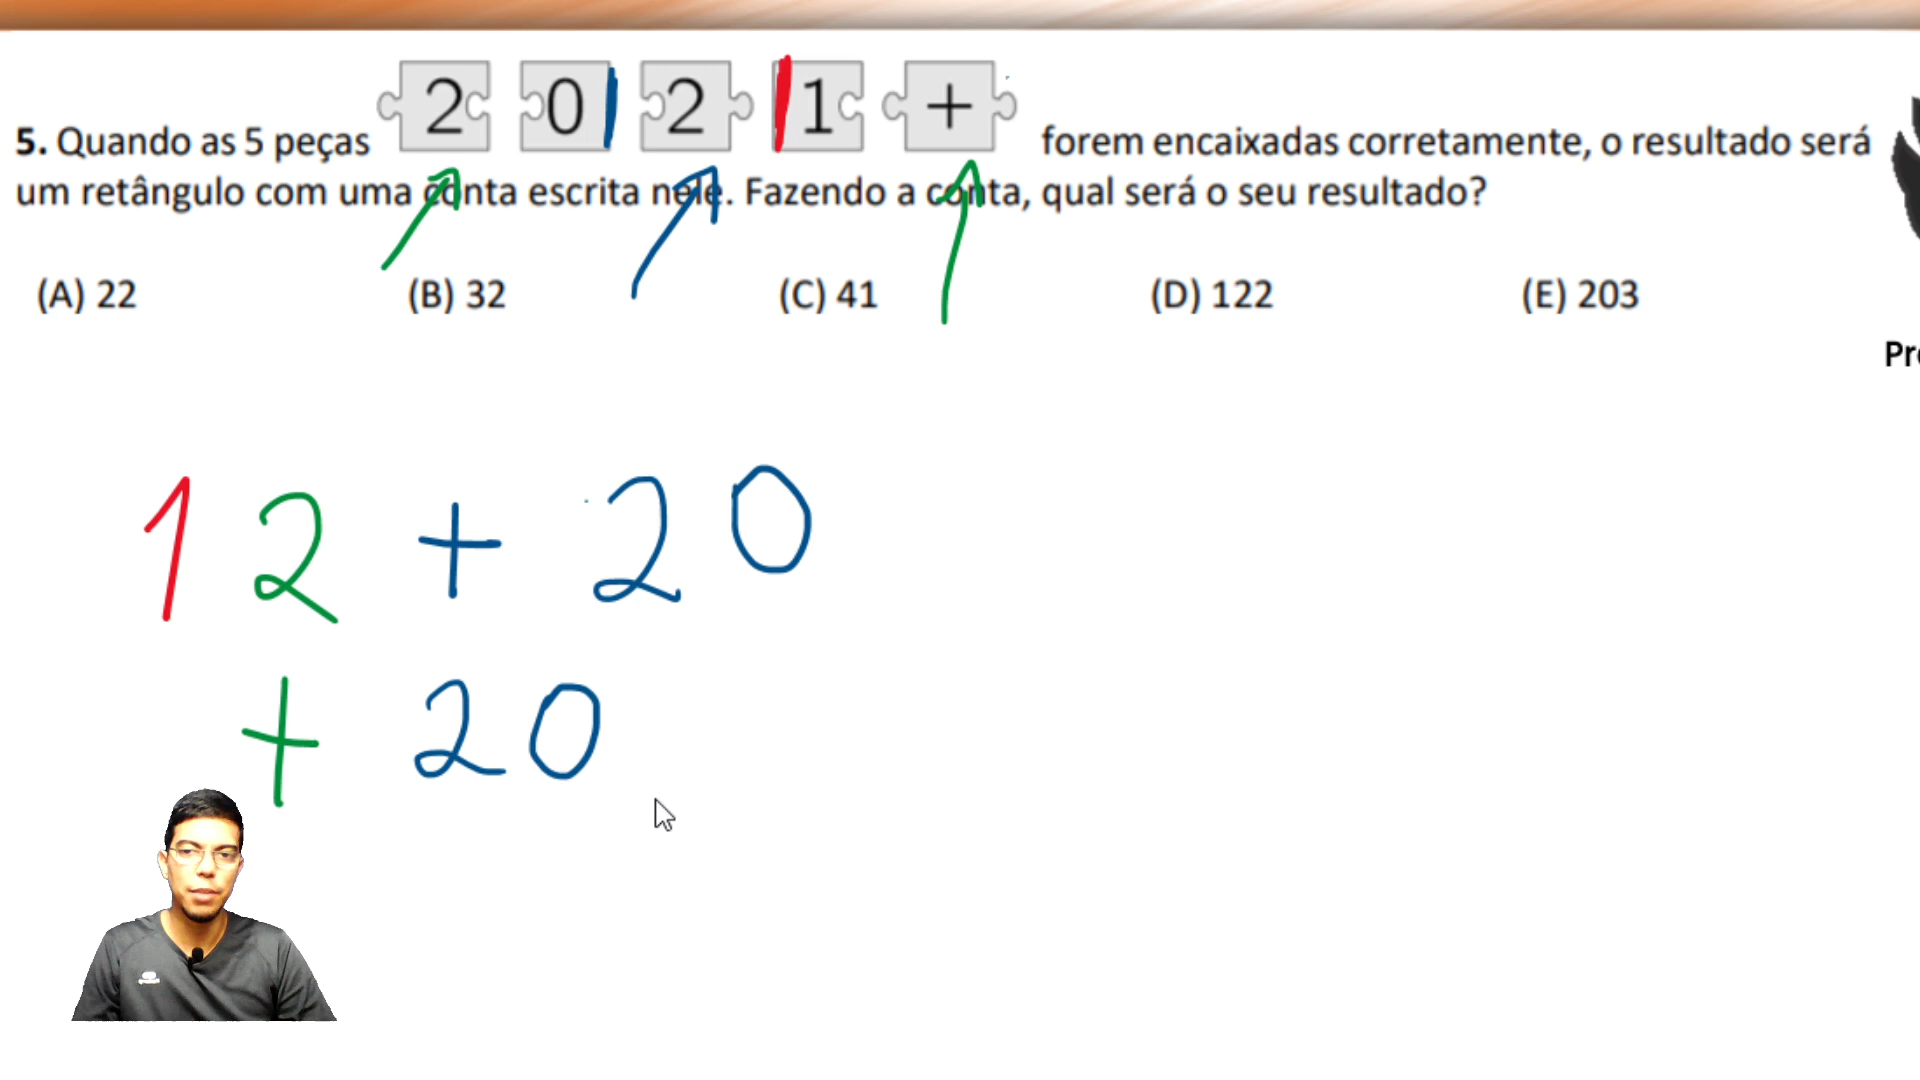 2 0 2 1 +
5. Quando as 5 peças forem encaixadas corretamente, o resultado será
um retângulo com uma conta escrita nele. Fazendo a conta, qual será o seu resultado?
(A) 22 (B) 32 (C) 41 (D) 122 (E) 203
12 + 20
+ 20